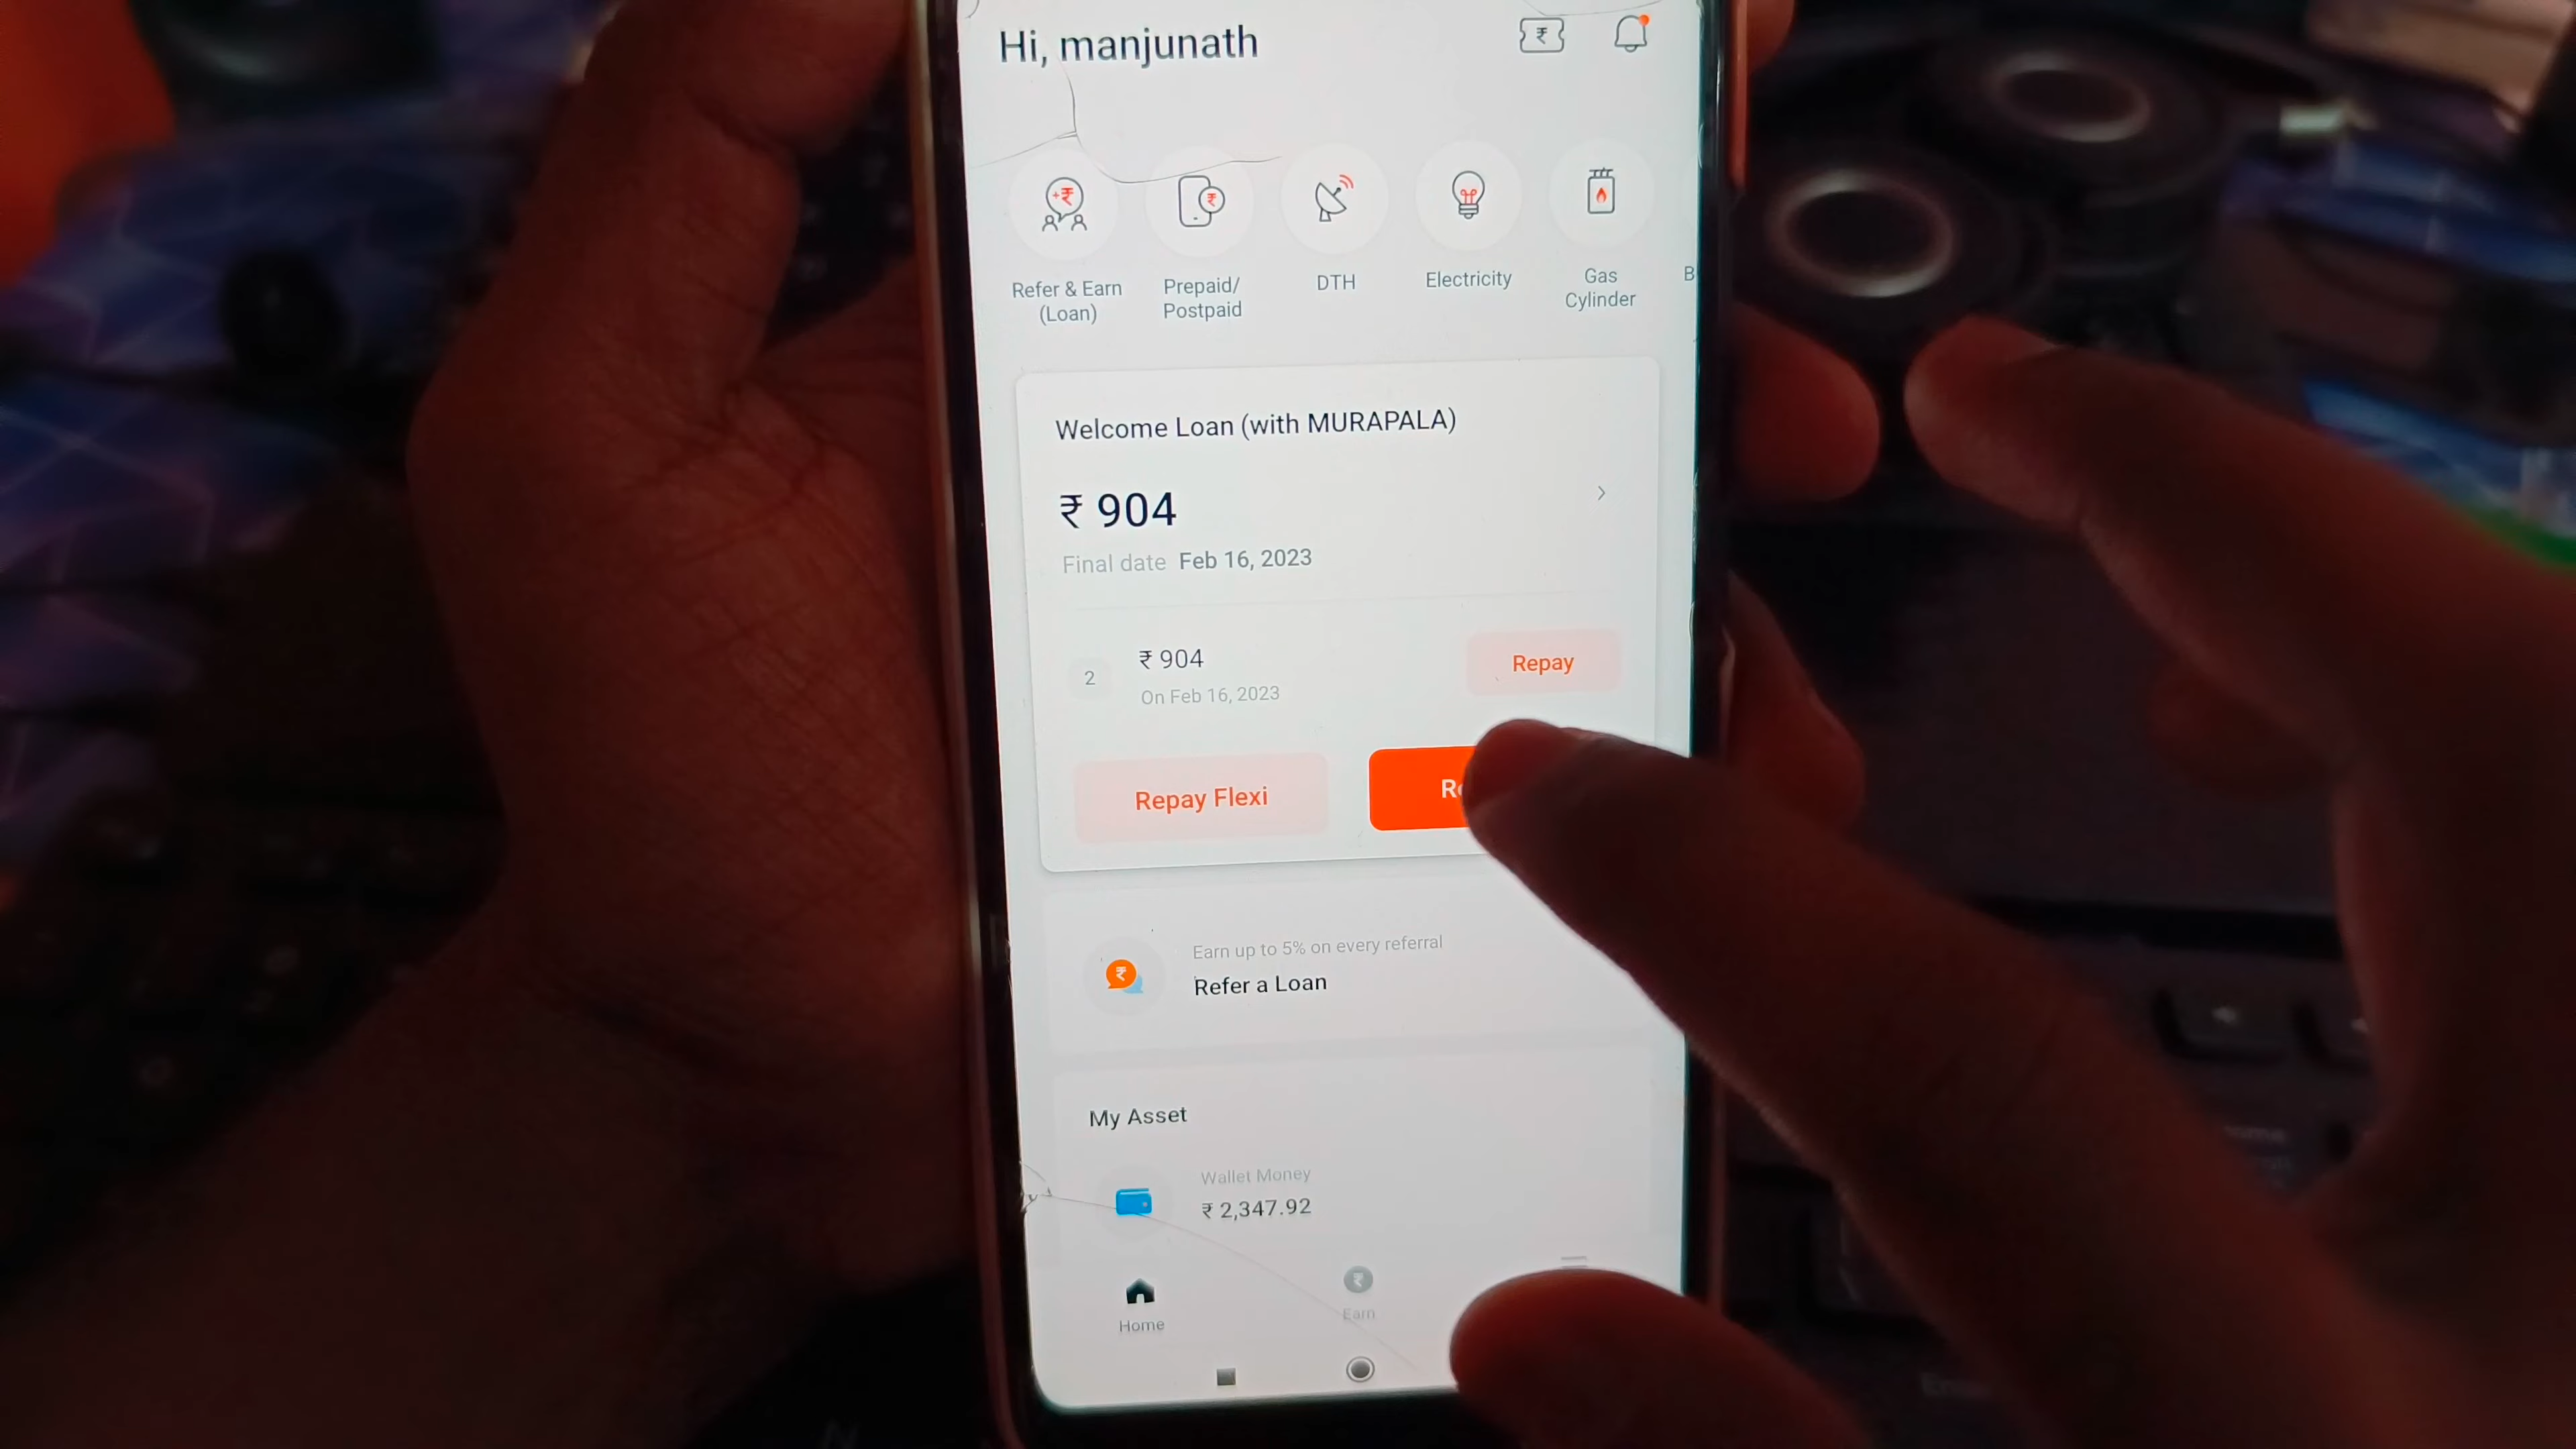 Hi, manjunath
Refer & Earn
(Loan)
Prepaid/
Postpaid
DTH
Electricity
Gas
Cylinder
B
Welcome Loan (with MURAPALA)
₹ 904
Final date Feb 16, 2023
2
₹ 904
On Feb 16, 2023
Repay
Repay Flexi
Earn up to 5% on every referral
Refer a Loan
My Asset
Wallet Money
₹ 2,347.92
Home
Earn